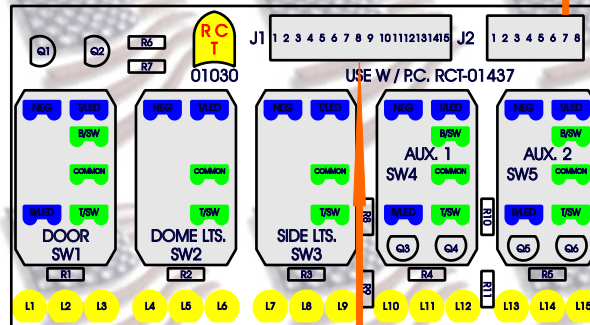 Q1 Q2 R6 R C T J1 1 2 3 4 5 6 7 8 9 10 11 12 13 14 15 J2 1 2 3 4 5 6 7 8
R7 01030 USE W / P.C. RCT-01437
NEG T/LED NEG T/LED NEG T/LED NEG T/LED NEG T/LED
B/SW B/SW B/SW
AUX. 1 AUX. 2
COMMON COMMON COMMON SW4 COMMON SW5 COMMON
B/LED T/SW T/SW T/SW R8 B/LED T/SW R10 B/LED T/SW
DOOR DOME LTS. SIDE LTS. Q3 Q4 Q5 Q6
SW1 SW2 SW3
R1 R2 R3 R9 R4 R11 R5
L1 L2 L3 L4 L5 L6 L7 L8 L9 L10 L11 L12 L13 L14 L15